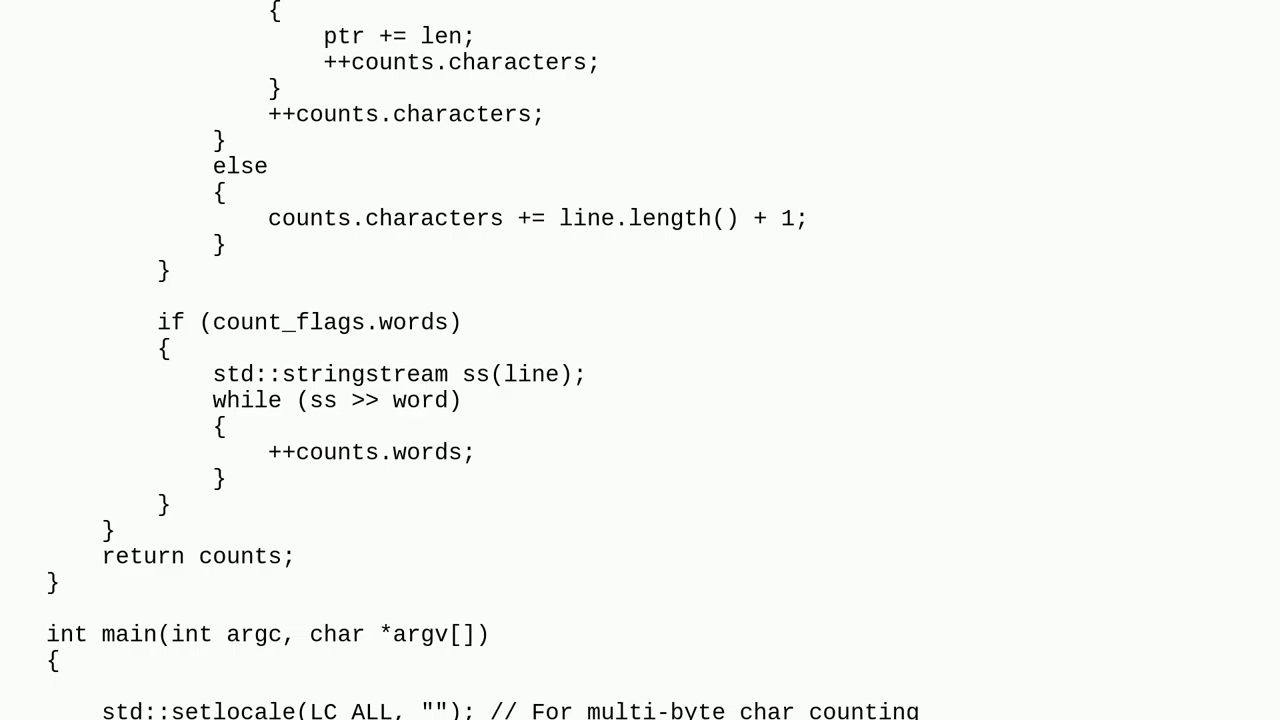 {
ptr += len;
++counts.characters;
}
++counts.characters;
}
else
{
counts.characters += line.length() + 1;
}
}
if (count_flags.words)
{
std::stringstream ss(line);
while (ss >> word)
{
++counts.words;
}
}
}
return counts;
}
int main(int argc, char *argv[])
{
std::setlocale(LC_ALL, ""); // For multi-byte char counting